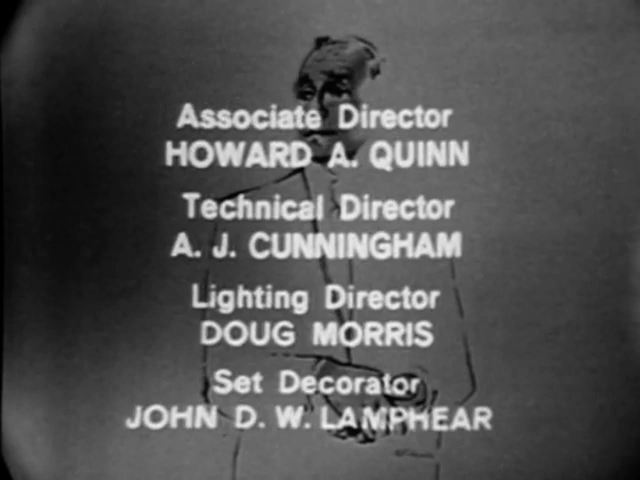 Associate Director
HOWARD A. QUINN
Technical Director
A. J. CUNNINGHAM
Lighting Director
DOUG MORRIS
Set Decorator
JOHN D. W. LAMPHEAR